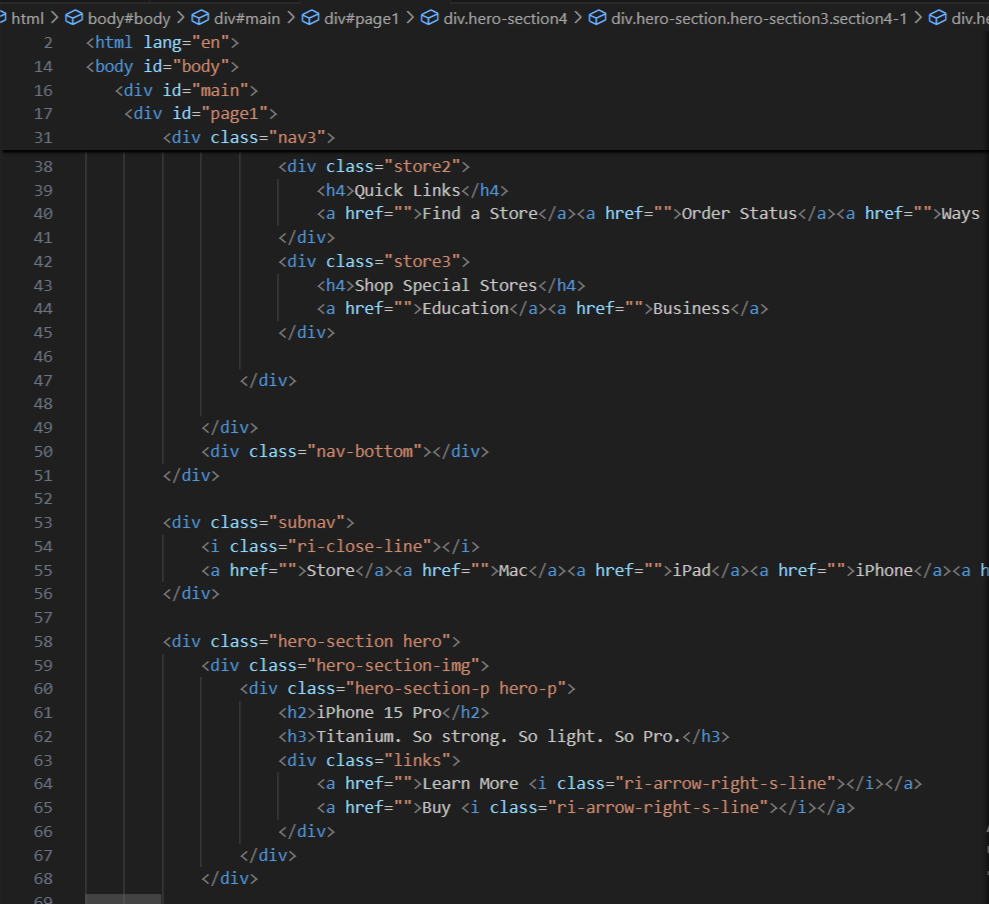 html > body#body > div#main > div#page1 > div.hero-section4 > div.hero-section.hero-section3.section4-1 >
2 <html lang="en">
14 <body id="body">
16 <div id="main">
17 <div id="page1">
31 <div class="nav3">
38 <div class="store2">
39 <h4>Quick Links</h4>
40 <a href="">Find a Store</a><a href="">Order Status</a><a href="">Ways
41 </div>
42 <div class="store3">
43 <h4>Shop Special Stores</h4>
44 <a href="">Education</a><a href="">Business</a>
45 </div>
46
47 </div>
48
49 </div>
50 <div class="nav-bottom"></div>
51 </div>
52
53 <div class="subnav">
54 <i class="ri-close-line"></i>
55 <a href="">Store</a><a href="">Mac</a><a href="">iPad</a><a href="">iPhone</a><a
56 </div>
57
58 <div class="hero-section hero">
59 <div class="hero-section-img">
60 <div class="hero-section-p hero-p">
61 <h2>iPhone 15 Pro</h2>
62 <h3>Titanium. So strong. So light. So Pro.</h3>
63 <div class="links">
64 <a href="">Learn More <i class="ri-arrow-right-s-line"></i></a>
65 <a href="">Buy <i class="ri-arrow-right-s-line"></i></a>
66 </div>
67 </div>
68 </div>
69